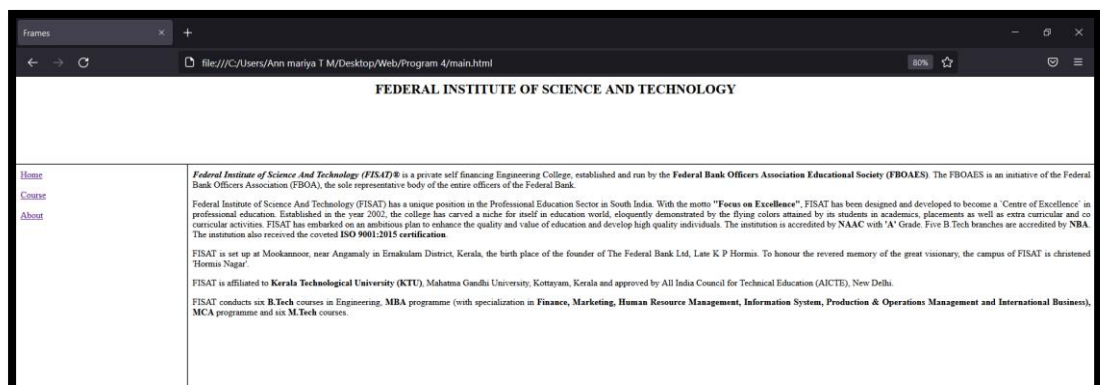 Frames
file:///C:/Users/Ann mariya T M/Desktop/Web/Program 4/main.html
80%
FEDERAL INSTITUTE OF SCIENCE AND TECHNOLOGY
Home
Course
About
Federal Institute of Science And Technology (FISAT)® is a private self financing Engineering College, established and run by the Federal Bank Officers Association Educational Society (FBOAES). The FBOAES is an initiative of the Federal
Bank Officers Association (FBOA), the sole representative body of the entire officers of the Federal Bank.
Federal Institute of Science And Technology (FISAT) has a unique position in the Professional Education Sector in South India. With the motto "Focus on Excellence", FISAT has been designed and developed to become a `Centre of Excellence' in
professional education. Established in the year 2002, the college has carved a niche for itself in education world, eloquently demonstrated by the flying colors attained by its students in academics, placements as well as extra curricular and co
curricular activities. FISAT has embarked on an ambitious plan to enhance the quality and value of education and develop high quality individuals. The institution is accredited by NAAC with 'A' Grade. Five B.Tech branches are accredited by NBA.
The institution also received the coveted ISO 9001:2015 certification.
FISAT is set up at Mookannoor, near Angamaly in Ernakulam District, Kerala, the birth place of the founder of The Federal Bank Ltd, Late K P Hormis. To honour the revered memory of the great visionary, the campus of FISAT is christened
'Hormis Nagar'.
FISAT is affiliated to Kerala Technological University (KTU), Mahatma Gandhi University, Kottayam, Kerala and approved by All India Council for Technical Education (AICTE), New Delhi.
FISAT conducts six B.Tech courses in Engineering, MBA programme (with specialization in Finance, Marketing, Human Resource Management, Information System, Production & Operations Management and International Business),
MCA programme and six M.Tech courses.